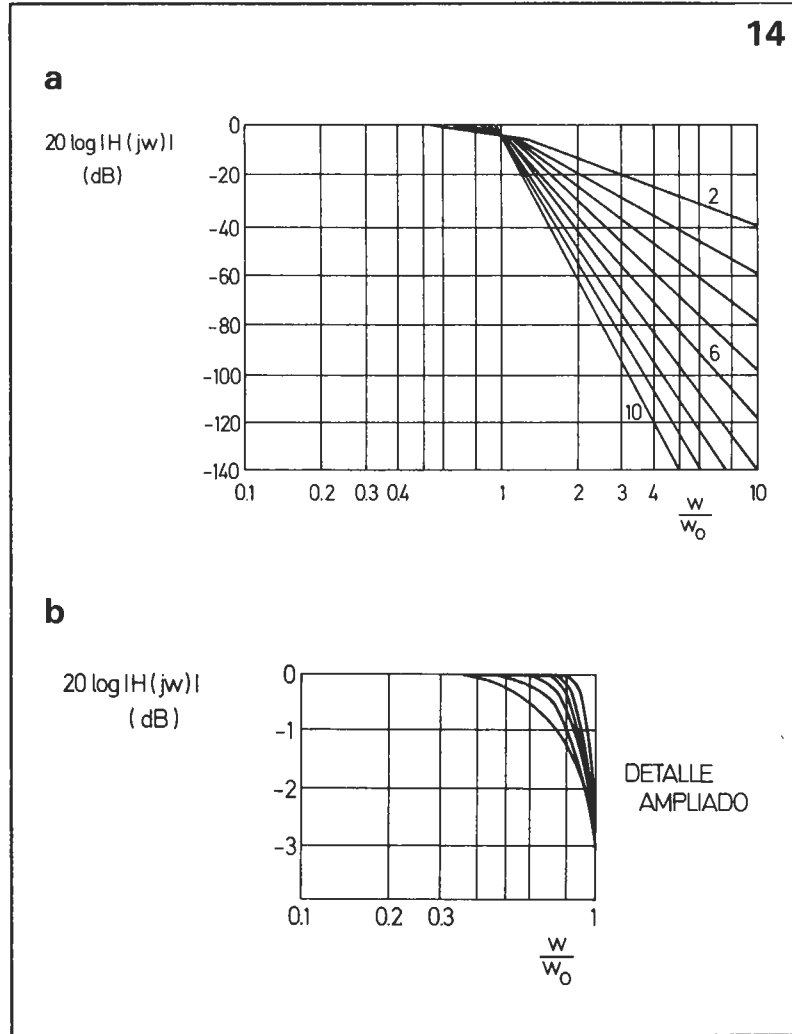 14
a
20 log |H(jw)|
(dB)
0
-20
-40
-60
-80
-100
-120
-140
2
6
10
0.1 0.2 0.3 0.4 1 2 3 4 10
w
w₀
b
20 log |H(jw)|
(dB)
0
-1
-2
-3
DETALLE
AMPLIADO
0.1 0.2 0.3 1
w
w₀